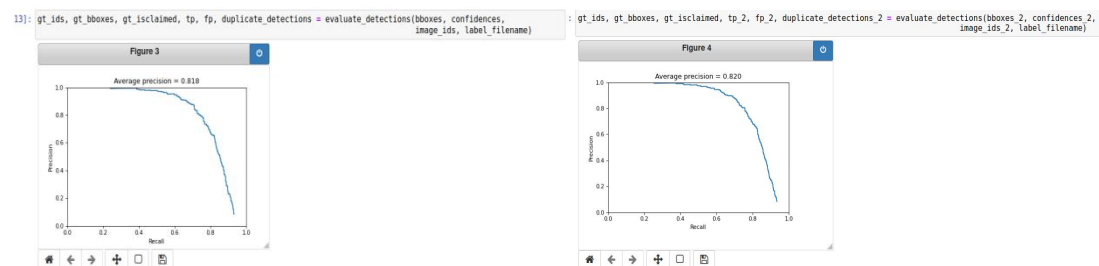 13]: gt_ids, gt_bboxes, gt_isclaimed, tp, fp, duplicate_detections = evaluate_detections(bboxes, confidences,
image_ids, label_filename)
Figure 3
Average precision = 0.818
1.0
0.8
0.6
0.4
0.2
0.0
Precision
0.0 0.2 0.4 0.6 0.8 1.0
Recall
: gt_ids, gt_bboxes, gt_isclaimed, tp_2, fp_2, duplicate_detections_2 = evaluate_detections(bboxes_2, confidences_2,
image_ids_2, label_filename)
Figure 4
Average precision = 0.820
1.0
0.8
0.6
0.4
0.2
0.0
Precision
0.0 0.2 0.4 0.6 0.8 1.0
Recall